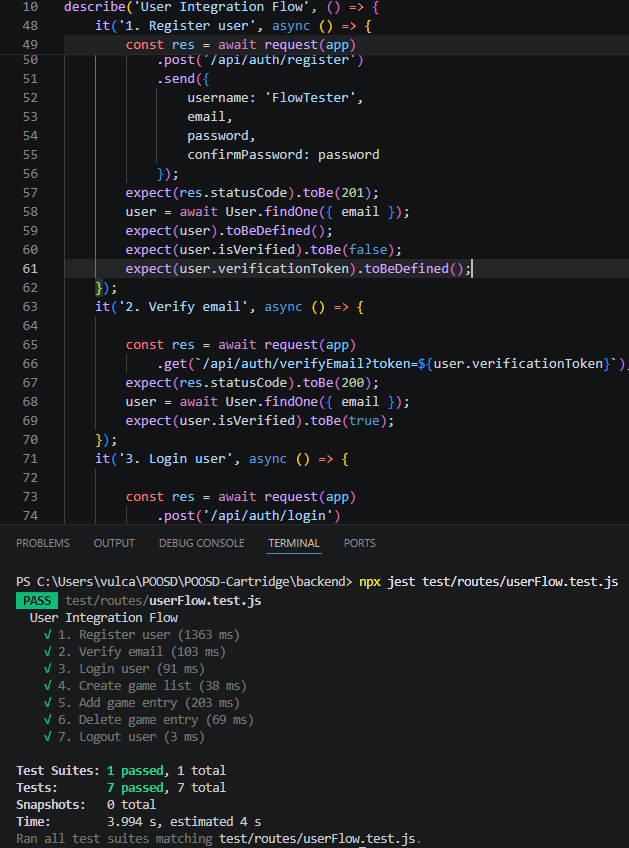 10 describe('User Integration Flow', () => {
48 it('1. Register user', async () => {
49 const res = await request(app)
50 .post('/api/auth/register')
51 .send({
52 username: 'FlowTester',
53 email,
54 password,
55 confirmPassword: password
56 });
57 expect(res.statusCode).toBe(201);
58 user = await User.findOne({ email });
59 expect(user).toBeDefined();
60 expect(user.isVerified).toBe(false);
61 expect(user.verificationToken).toBeDefined();
62 });
63 it('2. Verify email', async () => {
64
65 const res = await request(app)
66 .get(`/api/auth/verifyEmail?token=${user.verificationToken}`)
67 expect(res.statusCode).toBe(200);
68 user = await User.findOne({ email });
69 expect(user.isVerified).toBe(true);
70 });
71 it('3. Login user', async () => {
72
73 const res = await request(app)
74 .post('/api/auth/login')
PROBLEMS OUTPUT DEBUG CONSOLE TERMINAL PORTS
PS C:\Users\vulca\POOSD\POOSD-Cartridge\backend> npx jest test/routes/userFlow.test.js
PASS test/routes/userFlow.test.js
User Integration Flow
√ 1. Register user (1363 ms)
√ 2. Verify email (103 ms)
√ 3. Login user (91 ms)
√ 4. Create game list (38 ms)
√ 5. Add game entry (203 ms)
√ 6. Delete game entry (69 ms)
√ 7. Logout user (3 ms)
Test Suites: 1 passed, 1 total
Tests: 7 passed, 7 total
Snapshots: 0 total
Time: 3.994 s, estimated 4 s
Ran all test suites matching test/routes/userFlow.test.js.